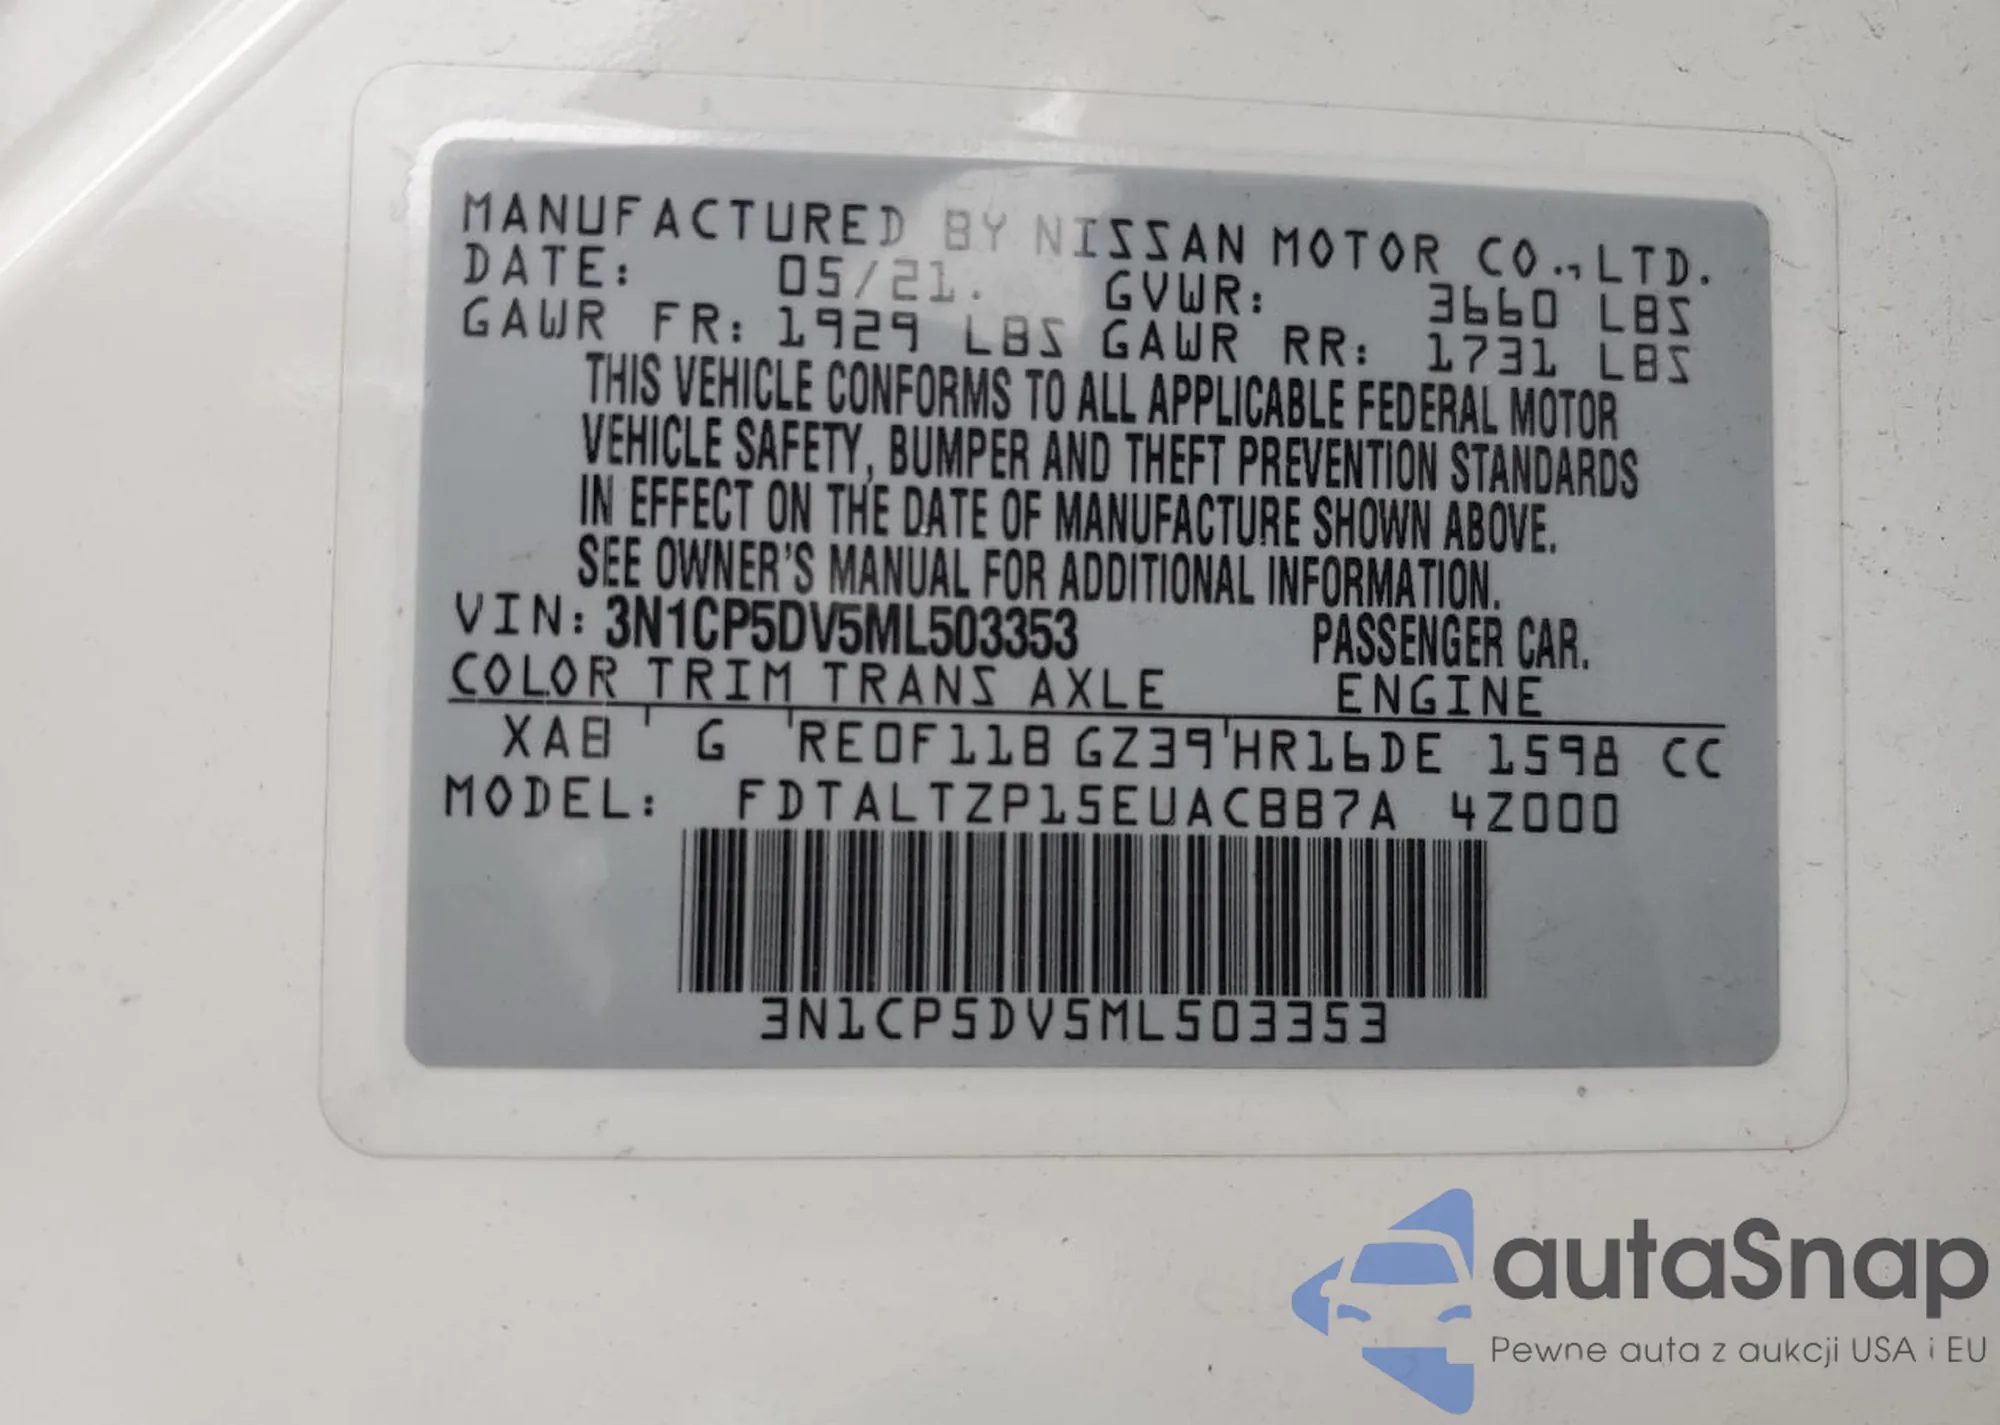 MANUFACTURED BY NISSAN MOTOR CO.,LTD.
DATE: 05/21. GVWR: 3660 LBS
GAWR FR: 1929 LBS GAWR RR: 1731 LBS
THIS VEHICLE CONFORMS TO ALL APPLICABLE FEDERAL MOTOR
VEHICLE SAFETY, BUMPER AND THEFT PREVENTION STANDARDS
IN EFFECT ON THE DATE OF MANUFACTURE SHOWN ABOVE.
SEE OWNER'S MANUAL FOR ADDITIONAL INFORMATION.
VIN: 3N1CP5DV5ML503353 PASSENGER CAR.
COLOR TRIM TRANS AXLE ENGINE
XAB G RE0F11B GZ39 HR16DE 1598 CC
MODEL: FDTALTZP15EUACBB7A 4Z000
3N1CP5DV5ML503353
autaSnap
Pewne auta z aukcji USA i EU